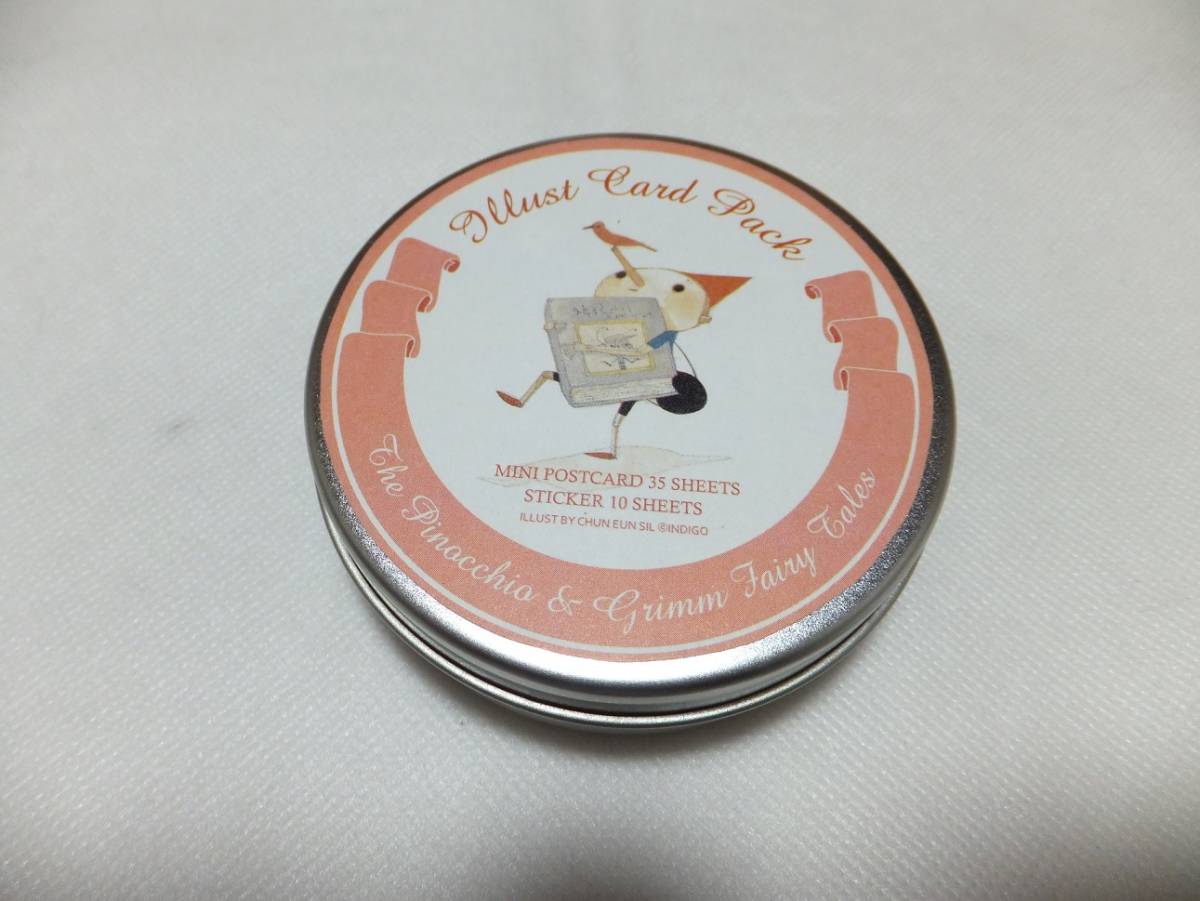 Illust Card Pack
MINI POSTCARD 35 SHEETS
STICKER 10 SHEETS
ILLUST BY CHUN EUN SIL ©INDIGO
The Pinocchio & Grimm Fairy Tales